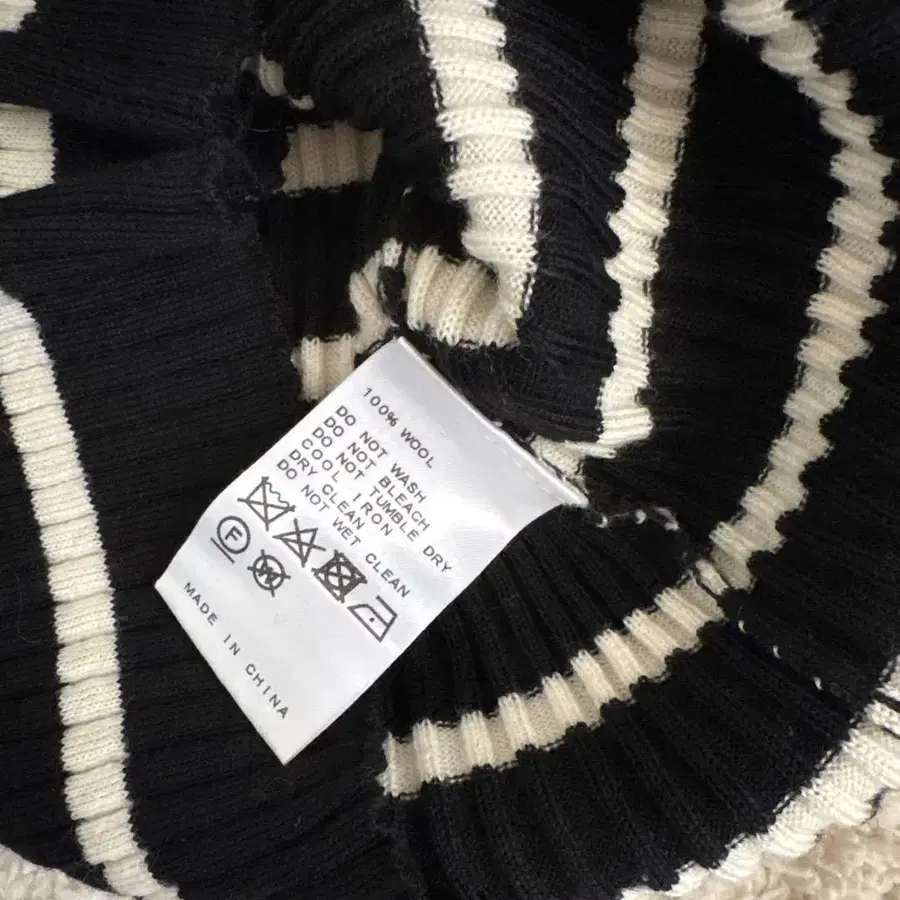 100% WOOL
DO NOT WASH
DO NOT BLEACH
DO NOT TUMBLE DRY
COOL IRON
DRY CLEAN
DO NOT WET CLEAN
F
W
MADE IN CHINA